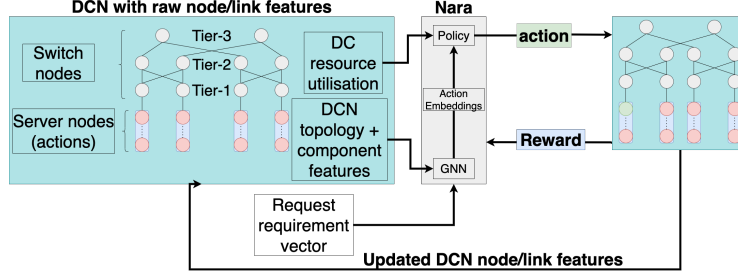 DCN with raw node/link features
Switch
nodes
Tier-3
Tier-2
Tier-1
Server nodes
(actions)
DC
resource
utilisation
DCN
topology +
component
features
Request
requirement
vector
Nara
Policy
Action
Embeddings
GNN
action
Reward
Updated DCN node/link features